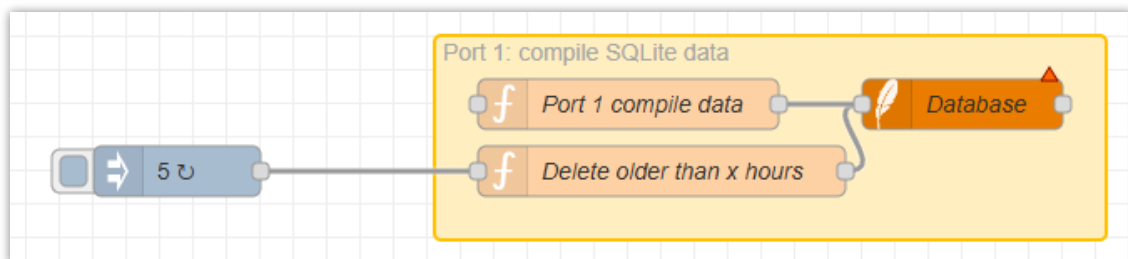 Port 1: compile SQLite data
Port 1 compile data
Database
5 ↻
Delete older than x hours